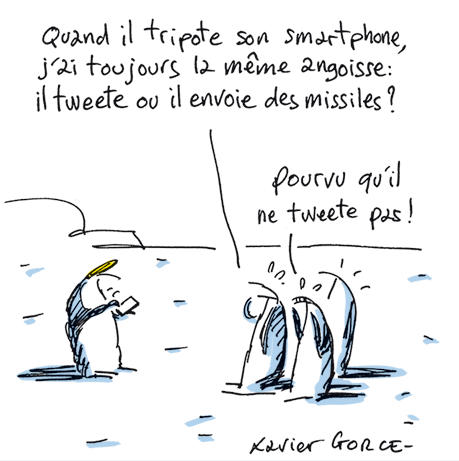 Quand il tripote son smartphone,
j'ai toujours la même angoisse:
il tweete ou il envoie des missiles?
pourvu qu'il
ne tweete pas!
Xavier GORCE-